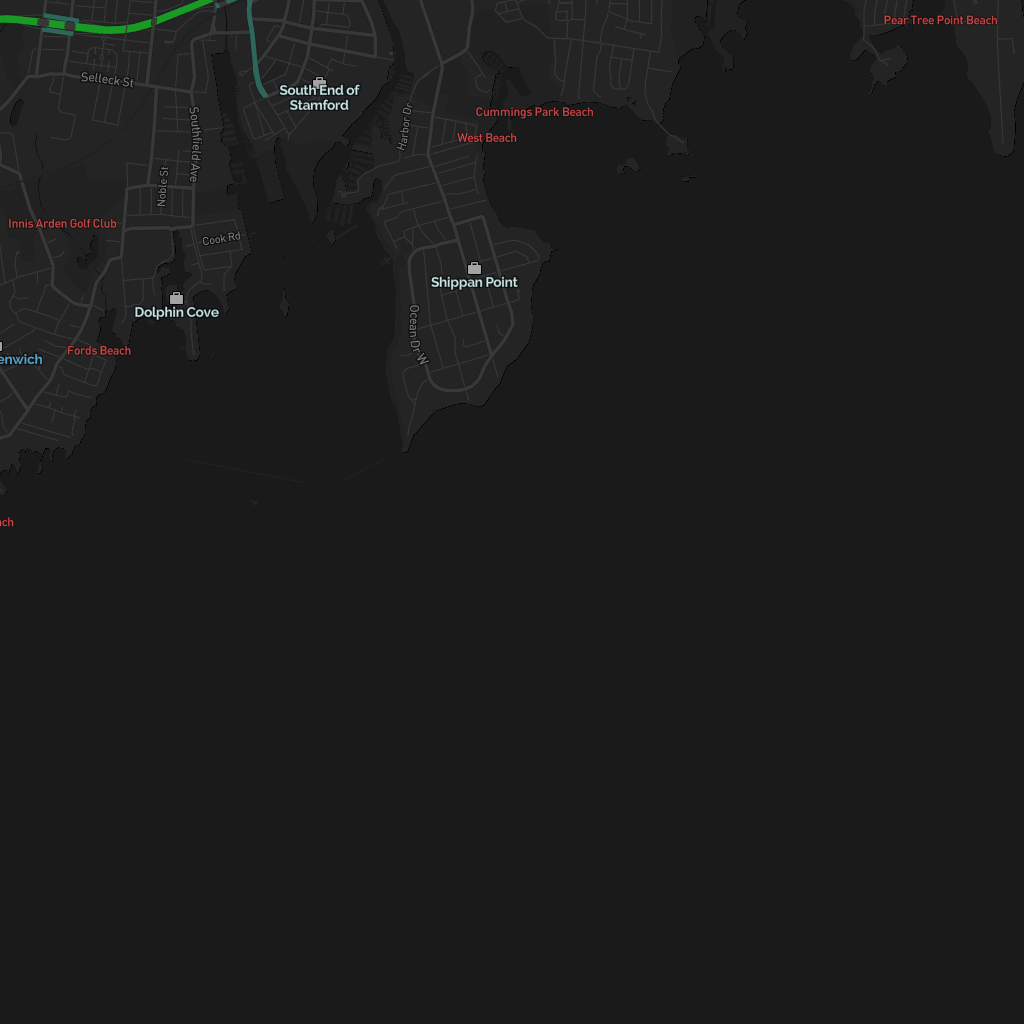 Pear Tree Point Beach
Selleck St
South End of
Stamford
Cummings Park Beach
Harbor Dr
West Beach
Southfield Ave
Noble St
Innis Arden Golf Club
Cook Rd
Shippan Point
Dolphin Cove
Ocean Dr W
Fords Beach
enwich
ach